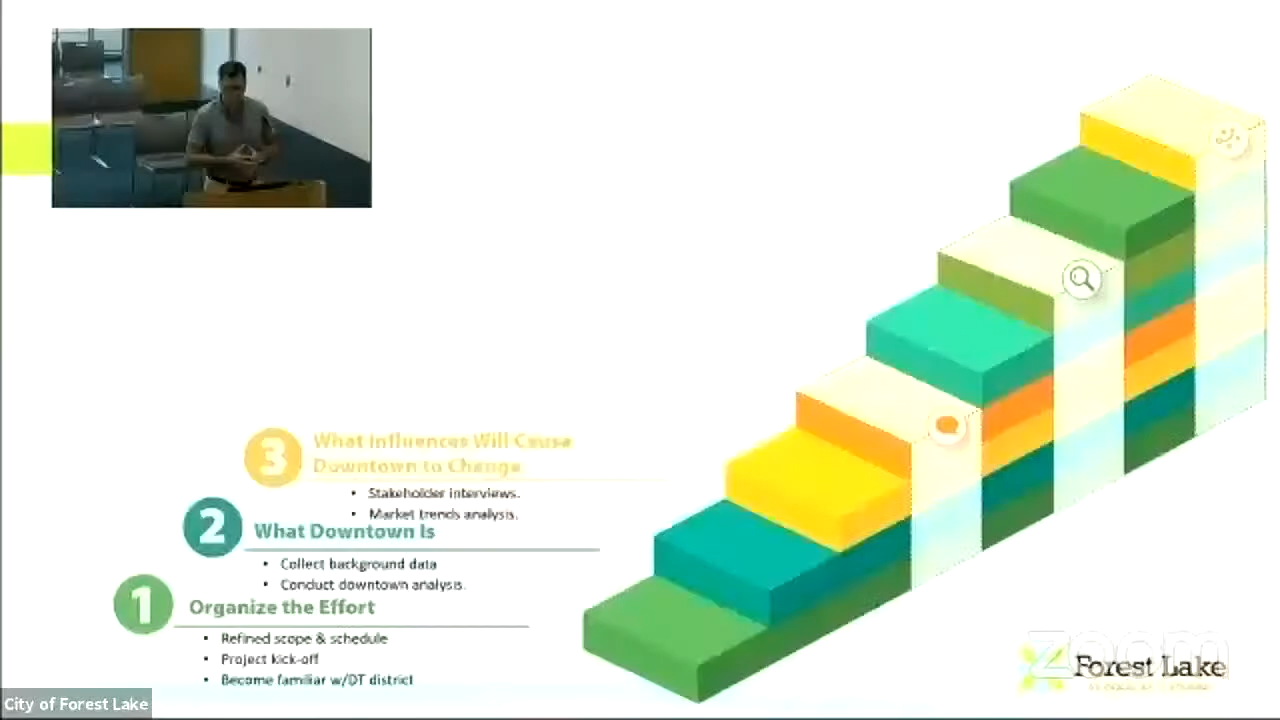 3
What Influences Will Cause
Downtown to Change
• Stakeholder interviews.
• Market trends analysis.
2
What Downtown Is
• Collect background data
• Conduct downtown analysis.
1
Organize the Effort
• Refined scope & schedule
• Project kick-off
• Become familiar w/DT district
zoom
Forest Lake
City of Forest Lake